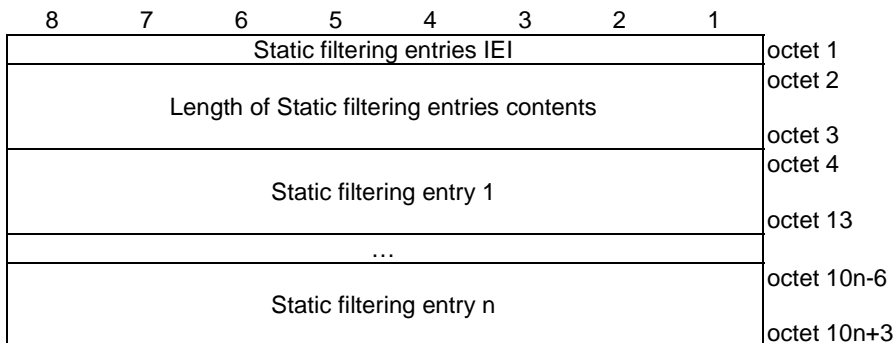 8 7 6 5 4 3 2 1
Static filtering entries IEI octet 1
octet 2
Length of Static filtering entries contents
octet 3
octet 4
Static filtering entry 1
octet 13
…
octet 10n-6
Static filtering entry n
octet 10n+3